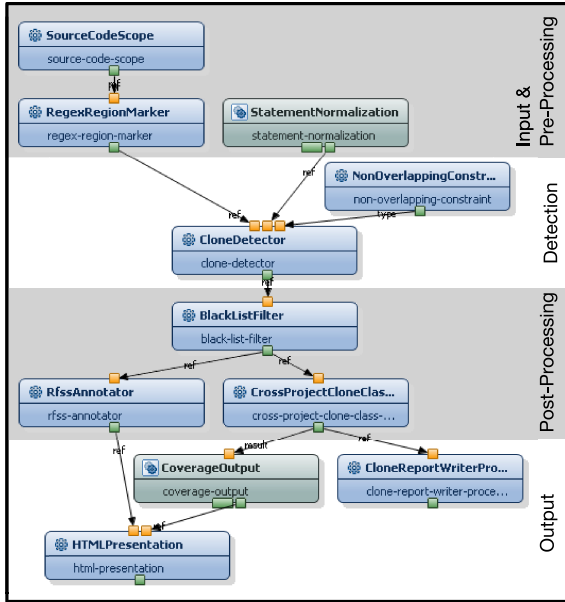 SourceCodeScope
source-code-scope
ref
RegexRegionMarker
regex-region-marker
StatementNormalization
statement-normalization
Input &
Pre-Processing
ref
NonOverlappingConstr...
non-overlapping-constraint
ref
type
CloneDetector
clone-detector
Detection
ref
BlackListFilter
black-list-filter
ref
ref
RfssAnnotator
rfss-annotator
CrossProjectCloneClas...
cross-project-clone-class-...
Post-Processing
ref
result
ref
CoverageOutput
coverage-output
CloneReportWriterPro...
clone-report-writer-proce...
ref
HTMLPresentation
html-presentation
Output